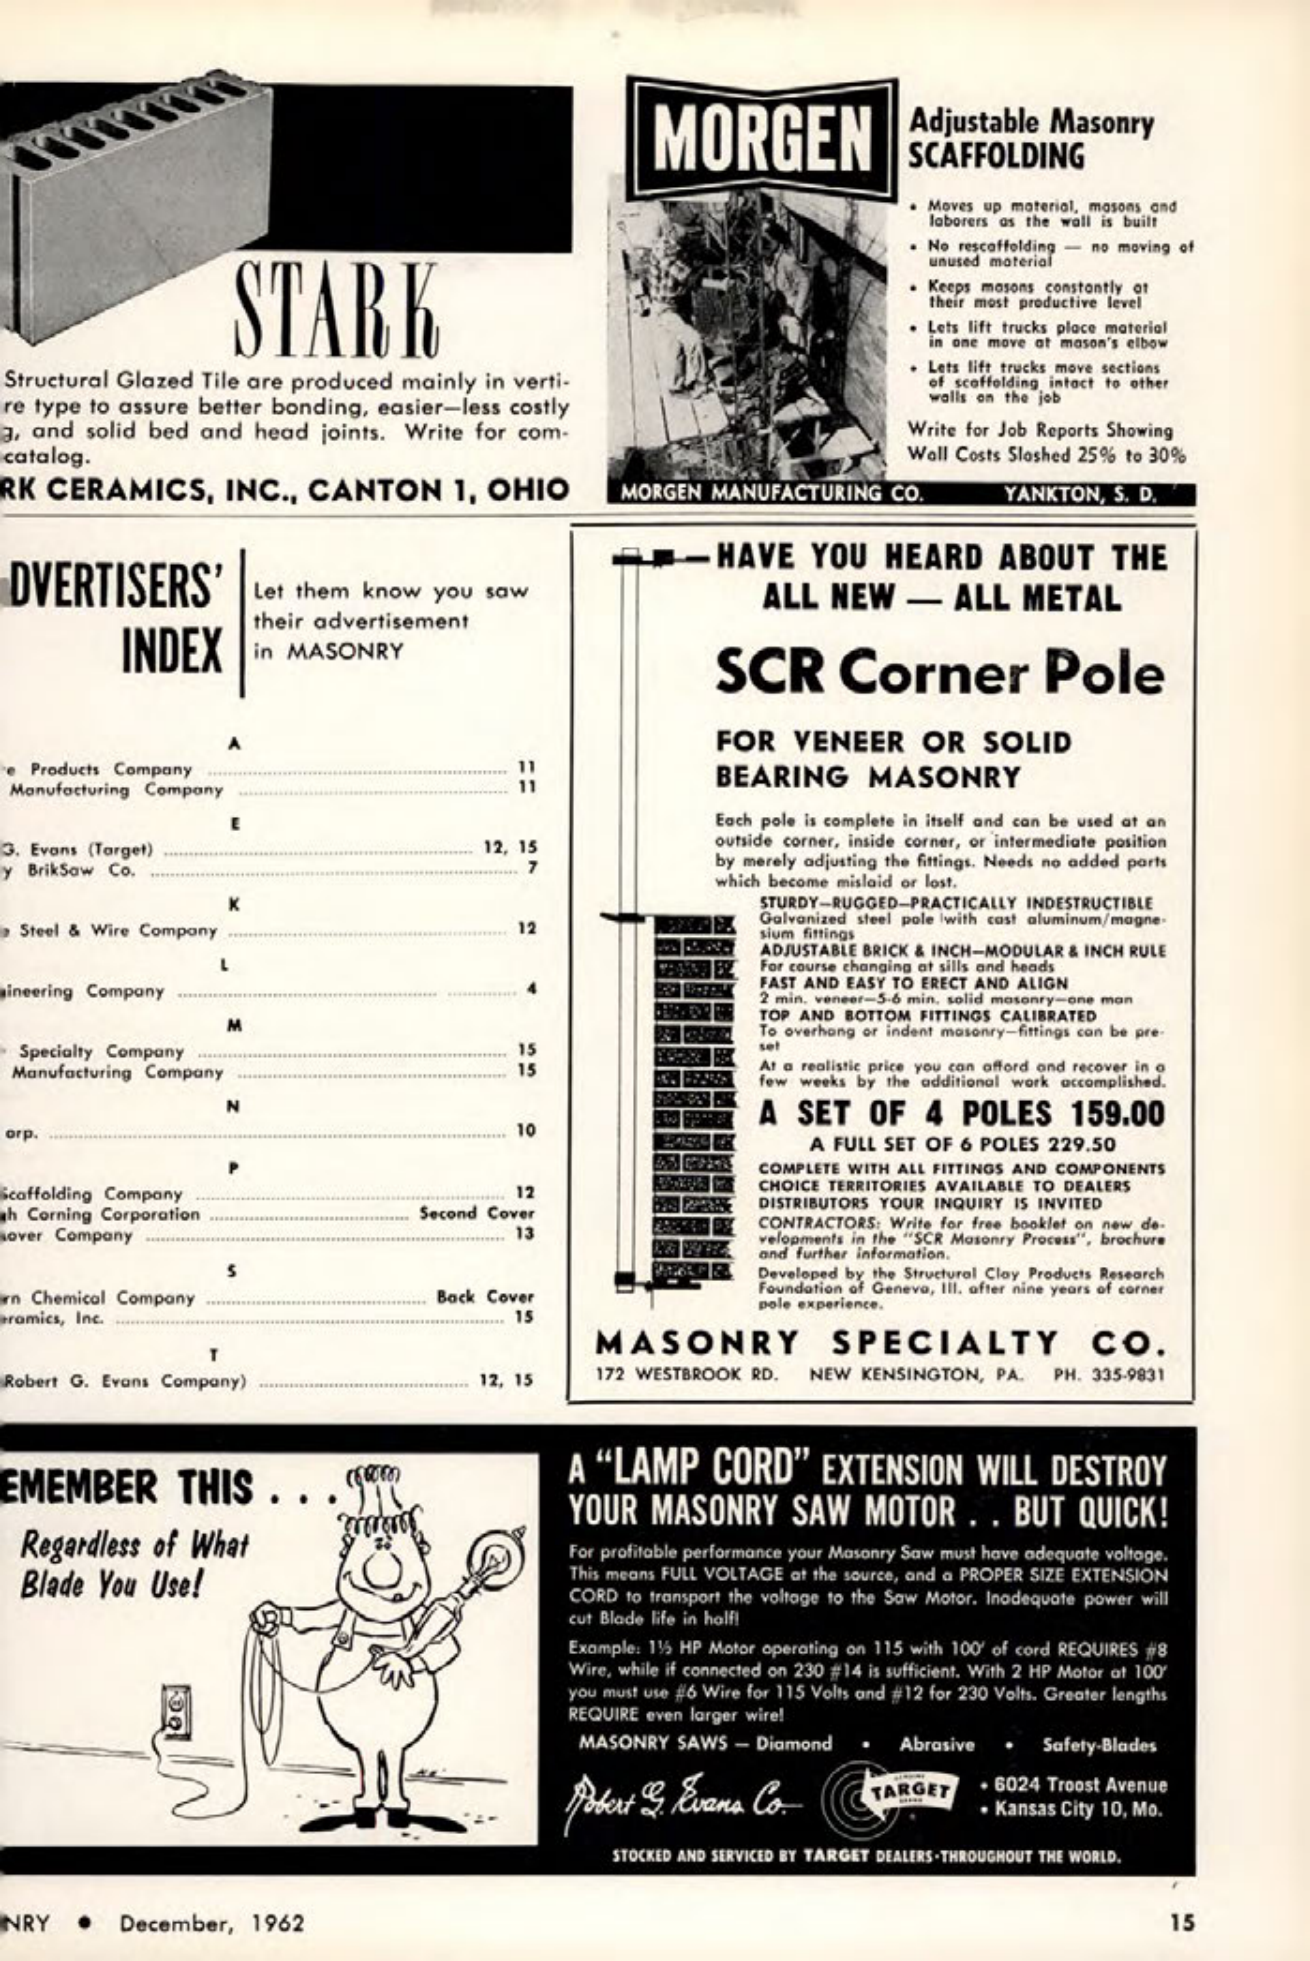 STARK
Structural Glazed Tile are produced mainly in verti-
re type to assure better bonding, easier—less costly
g, and solid bed and head joints. Write for com-
catalog.
RK CERAMICS, INC., CANTON 1, OHIO
MORGEN
Adjustable Masonry
SCAFFOLDING
• Moves up material, masons and
laborers as the wall is built
• No rescaffolding — no moving of
unused material
• Keeps masons constantly at
their most productive level
• Lets lift trucks place material
in one move at mason's elbow
• Lets lift trucks move sections
of scaffolding intact to other
walls on the job
Write for Job Reports Showing
Wall Costs Slashed 25% to 30%
MORGEN MANUFACTURING CO. YANKTON, S. D.
DVERTISERS'
INDEX
Let them know you saw
their advertisement
in MASONRY
A
e Products Company 11
Manufacturing Company 11
E
G. Evans (Target) 12, 15
y BrikSaw Co. 7
K
e Steel & Wire Company 12
L
ineering Company 4
M
Specialty Company 15
Manufacturing Company 15
N
orp. 10
P
Scaffolding Company 12
gh Corning Corporation Second Cover
over Company 13
S
rn Chemical Company Back Cover
eramics, Inc. 15
T
Robert G. Evans Company) 12, 15
HAVE YOU HEARD ABOUT THE
ALL NEW — ALL METAL
SCR Corner Pole
FOR VENEER OR SOLID
BEARING MASONRY
Each pole is complete in itself and can be used at an
outside corner, inside corner, or intermediate position
by merely adjusting the fittings. Needs no added parts
which become mislaid or lost.
STURDY—RUGGED—PRACTICALLY INDESTRUCTIBLE
Galvanized steel pole with cast aluminum/magne-
sium fittings
ADJUSTABLE BRICK & INCH—MODULAR & INCH RULE
For course changing at sills and heads
FAST AND EASY TO ERECT AND ALIGN
2 min. veneer—5-6 min. solid masonry—one man
TOP AND BOTTOM FITTINGS CALIBRATED
To overhang or indent masonry—fittings can be pre-
set
At a realistic price you can afford and recover in a
few weeks by the additional work accomplished.
A SET OF 4 POLES 159.00
A FULL SET OF 6 POLES 229.50
COMPLETE WITH ALL FITTINGS AND COMPONENTS
CHOICE TERRITORIES AVAILABLE TO DEALERS
DISTRIBUTORS YOUR INQUIRY IS INVITED
CONTRACTORS: Write for free booklet on new de-
velopments in the "SCR Masonry Process", brochure
and further information.
Developed by the Structural Clay Products Research
Foundation of Geneva, Ill. after nine years of corner
pole experience.
MASONRY SPECIALTY CO.
172 WESTBROOK RD. NEW KENSINGTON, PA. PH. 335-9831
EMEMBER THIS . . .
Regardless of What
Blade You Use!
A "LAMP CORD" EXTENSION WILL DESTROY
YOUR MASONRY SAW MOTOR . . BUT QUICK!
For profitable performance your Masonry Saw must have adequate voltage.
This means FULL VOLTAGE at the source, and a PROPER SIZE EXTENSION
CORD to transport the voltage to the Saw Motor. Inadequate power will
cut Blade life in half!
Example: 1½ HP Motor operating on 115 with 100' of cord REQUIRES #8
Wire, while if connected on 230 #14 is sufficient. With 2 HP Motor at 100'
you must use #6 Wire for 115 Volts and #12 for 230 Volts. Greater lengths
REQUIRE even larger wire!
MASONRY SAWS — Diamond • Abrasive • Safety-Blades
Robert G. Evans Co.
TARGET
• 6024 Troost Avenue
• Kansas City 10, Mo.
STOCKED AND SERVICED BY TARGET DEALERS·THROUGHOUT THE WORLD.
NRY • December, 1962
15